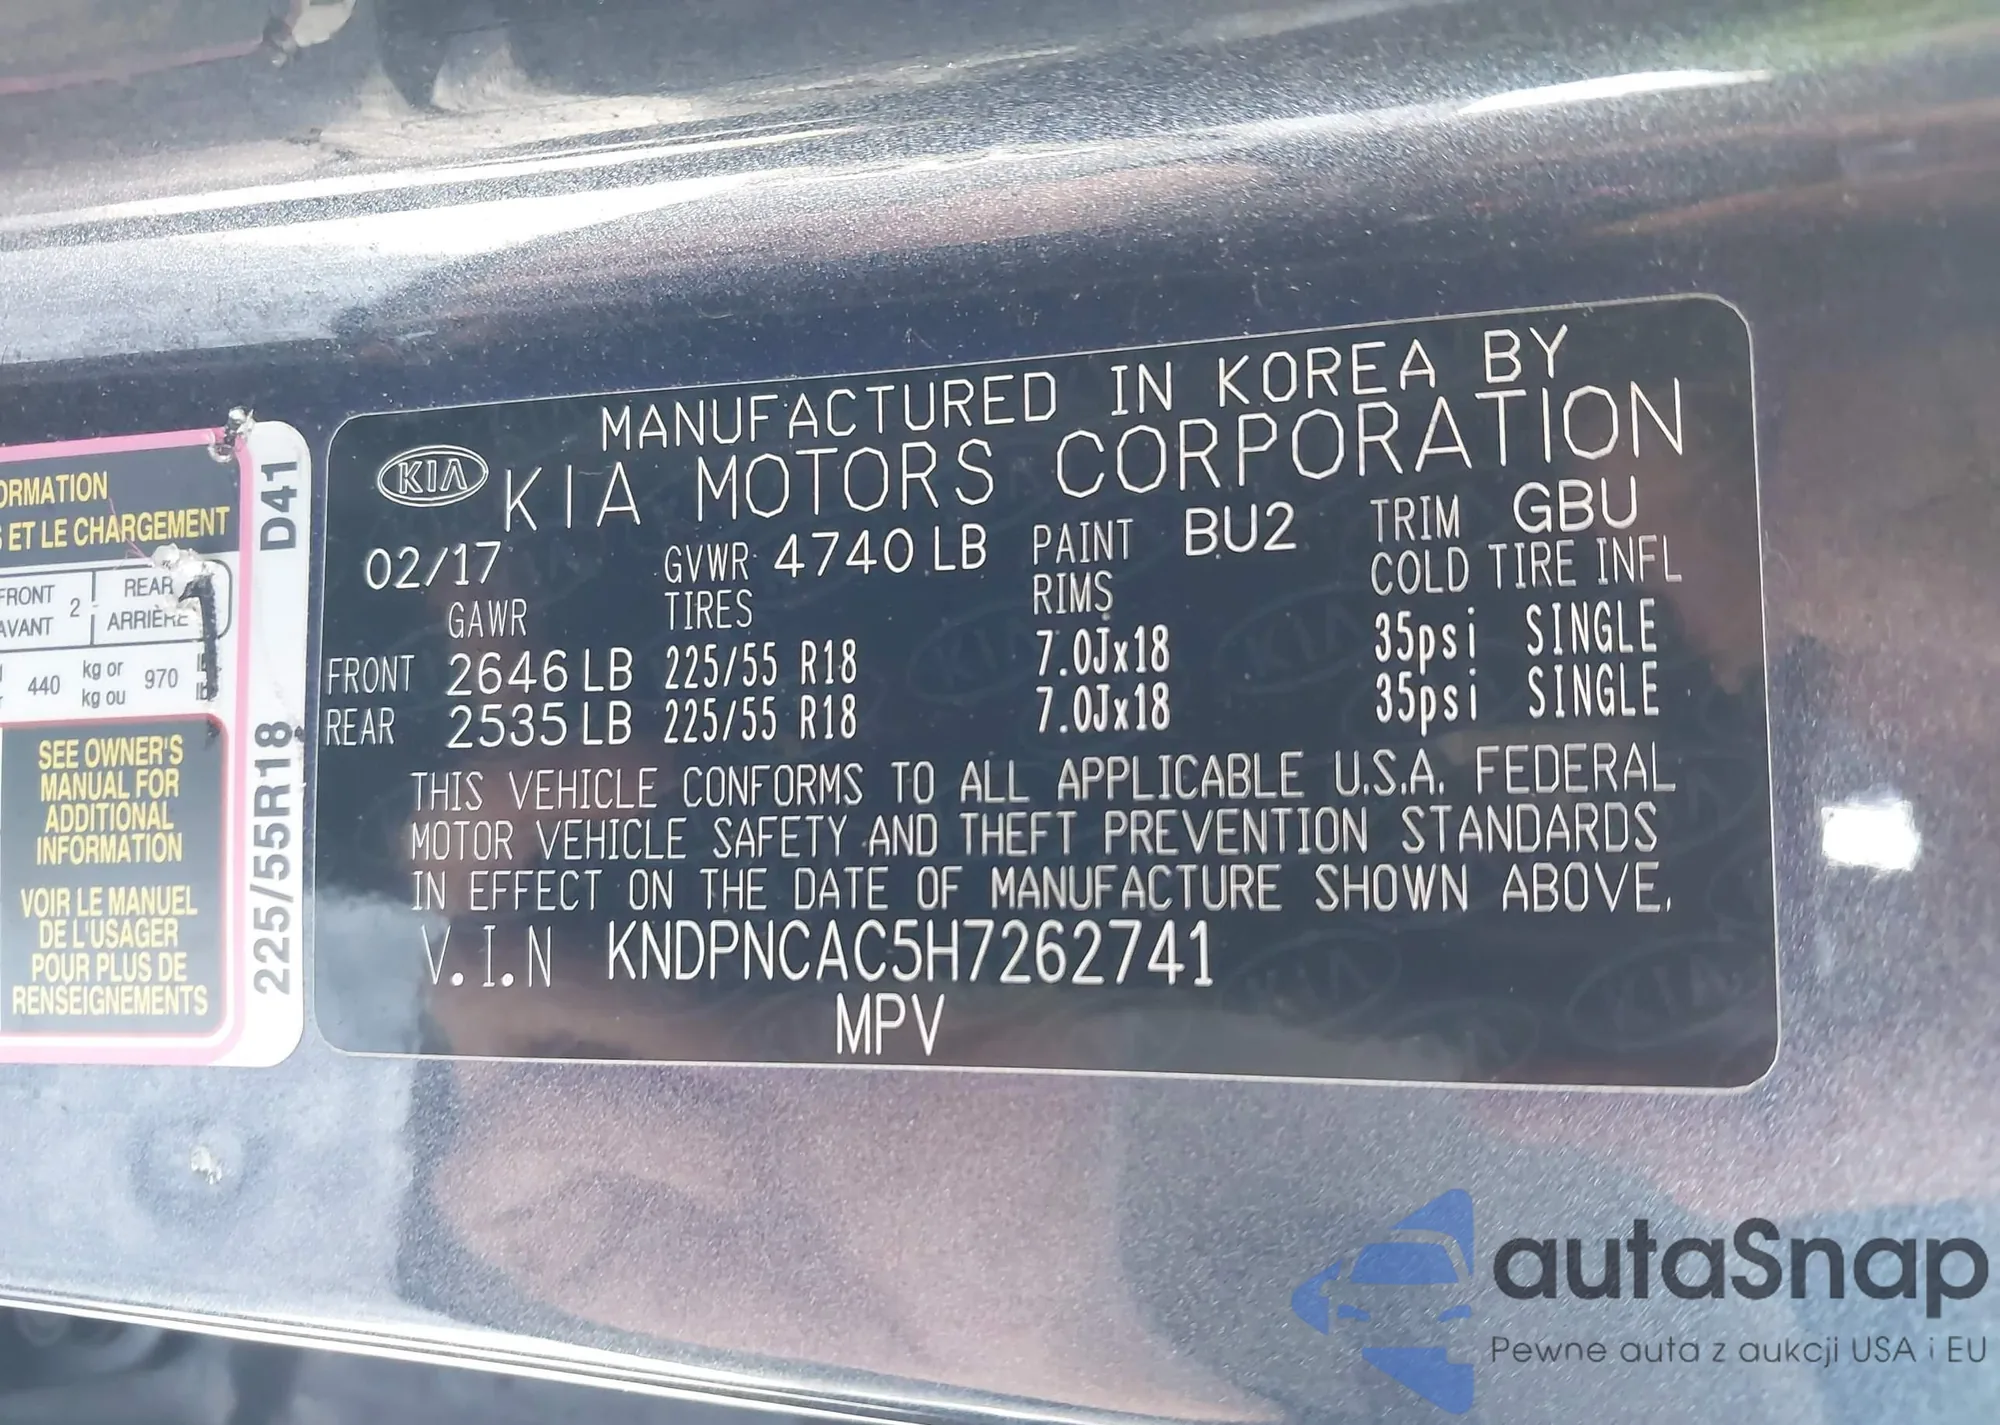 ORMATION
ET LE CHARGEMENT
FRONT
AVANT
2
REAR
ARRIÈRE
440
kg or
kg ou
970
SEE OWNER'S
MANUAL FOR
ADDITIONAL
INFORMATION
VOIR LE MANUEL
DE L'USAGER
POUR PLUS DE
RENSEIGNEMENTS
D41
225/55R18
MANUFACTURED IN KOREA BY
KIA KIA MOTORS CORPORATION
02/17 GVWR 4740 LB PAINT BU2 TRIM GBU
GAWR TIRES RIMS COLD TIRE INFL
FRONT 2646 LB 225/55 R18 7.0Jx18 35psi SINGLE
REAR 2535 LB 225/55 R18 7.0Jx18 35psi SINGLE
THIS VEHICLE CONFORMS TO ALL APPLICABLE U.S.A. FEDERAL
MOTOR VEHICLE SAFETY AND THEFT PREVENTION STANDARDS
IN EFFECT ON THE DATE OF MANUFACTURE SHOWN ABOVE.
V.I.N KNDPNCAC5H7262741
MPV
autaSnap
Pewne auta z aukcji USA i EU